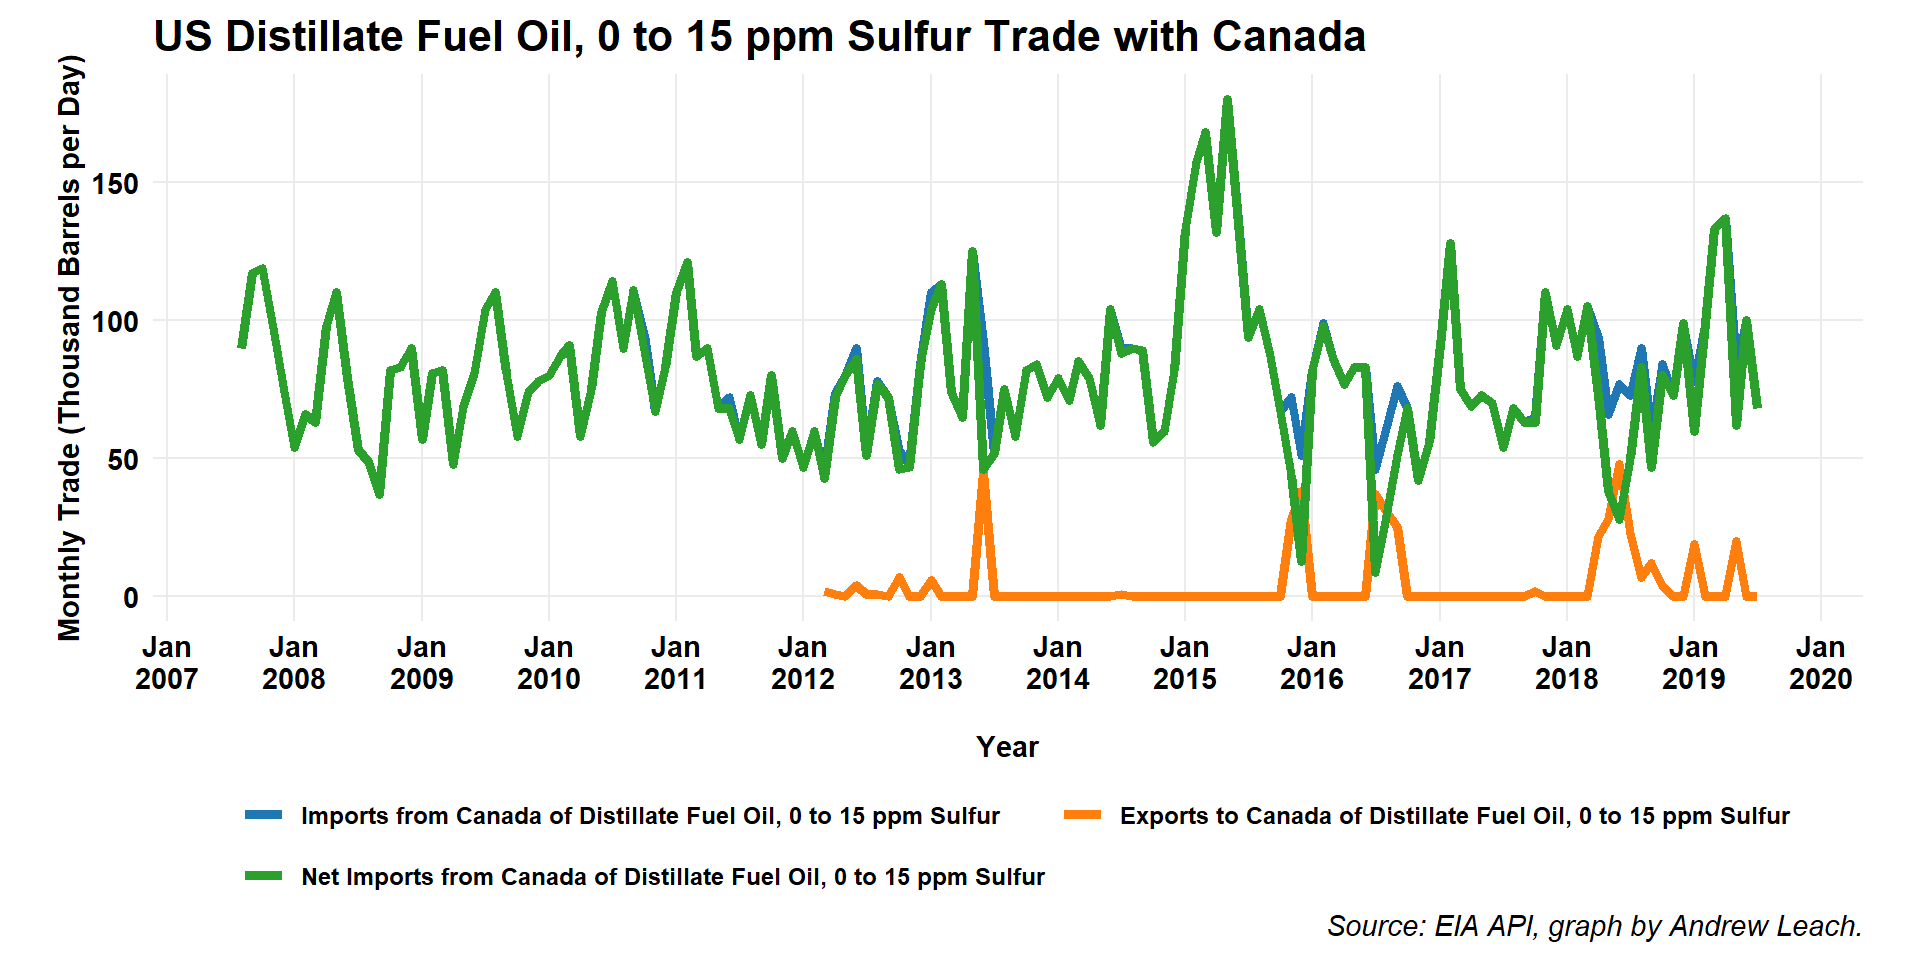 US Distillate Fuel Oil, 0 to 15 ppm Sulfur Trade with Canada
Monthly Trade (Thousand Barrels per Day)
150
100
50
0
Jan 2007
Jan 2008
Jan 2009
Jan 2010
Jan 2011
Jan 2012
Jan 2013
Jan 2014
Jan 2015
Jan 2016
Jan 2017
Jan 2018
Jan 2019
Jan 2020
Year
Imports from Canada of Distillate Fuel Oil, 0 to 15 ppm Sulfur
Exports to Canada of Distillate Fuel Oil, 0 to 15 ppm Sulfur
Net Imports from Canada of Distillate Fuel Oil, 0 to 15 ppm Sulfur
Source: EIA API, graph by Andrew Leach.